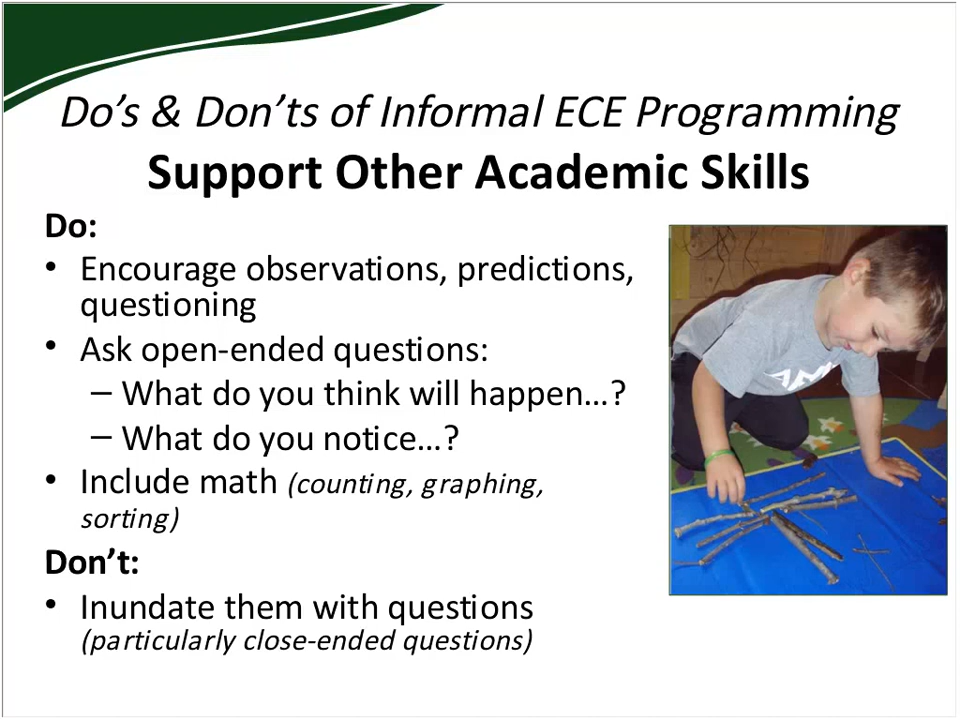 Do’s & Don’ts of Informal ECE Programming
Support Other Academic Skills
Do:
• Encourage observations, predictions,
questioning
• Ask open-ended questions:
– What do you think will happen…?
– What do you notice…?
• Include math (counting, graphing,
sorting)
Don’t:
• Inundate them with questions
(particularly close-ended questions)